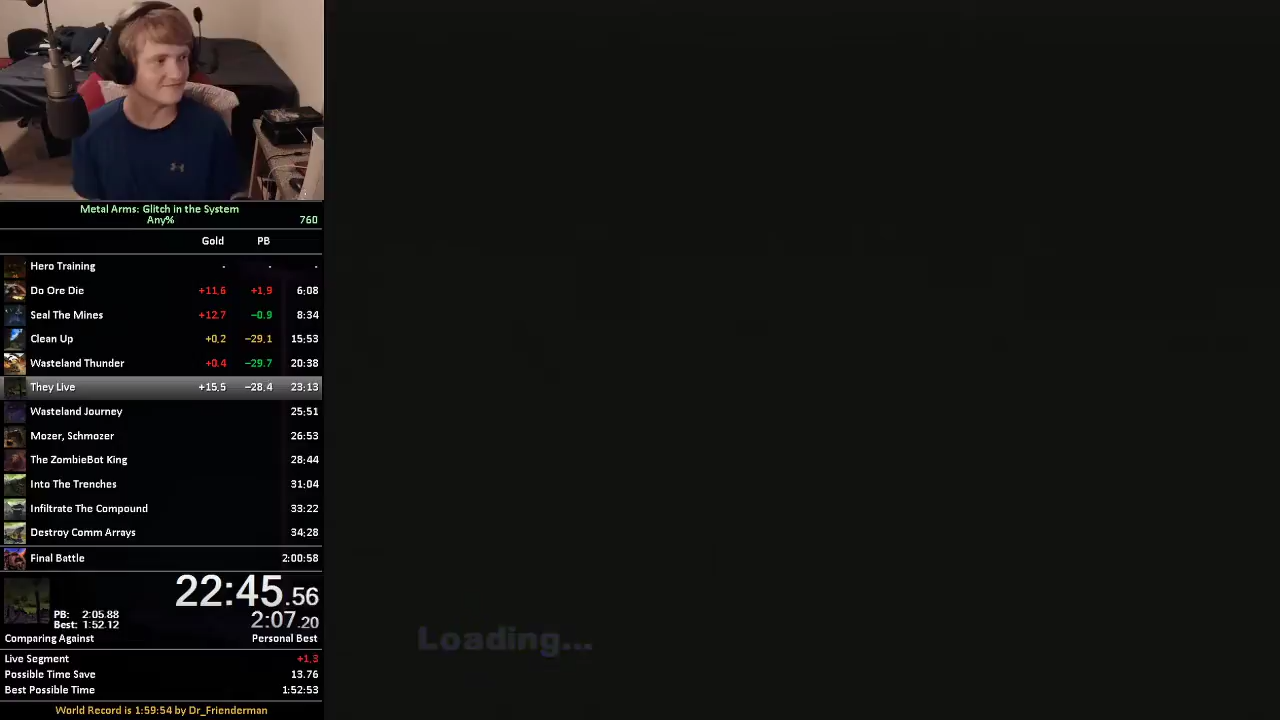 Metal Arms: Glitch in the System
Any% 760
Gold PB
Hero Training - - -
Do Ore Die +11.6 +1.9 6:08
Seal The Mines +12.7 −0.9 8:34
Clean Up +0.2 −29.1 15:53
Wasteland Thunder +0.4 −29.7 20:38
They Live +15.5 −28.4 23:13
Wasteland Journey 25:51
Mozer, Schmozer 26:53
The ZombieBot King 28:44
Into The Trenches 31:04
Infiltrate The Compound 33:22
Destroy Comm Arrays 34:28
Final Battle 2:00:58
22:45.56
PB: 2:05.88 2:07.20
Best: 1:52.12
Comparing Against Personal Best
Live Segment +1.3
Possible Time Save 13.76
Best Possible Time 1:52:53
World Record is 1:59:54 by Dr_Frienderman
Loading...